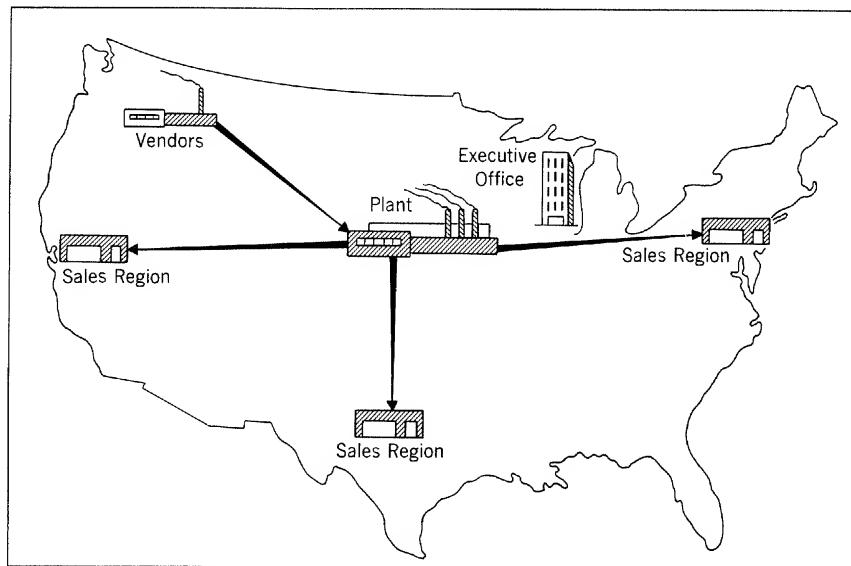 Vendors
Executive
Office
Plant
Sales Region
Sales Region
Sales Region